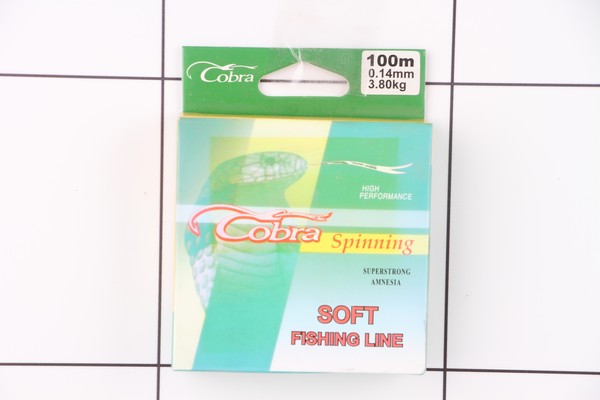 Cobra
100m
0.14mm
3.80kg
HIGH
PERFORMANCE
Cobra Spinning
SUPERSTRONG
AMNESIA
SOFT
FISHING LINE